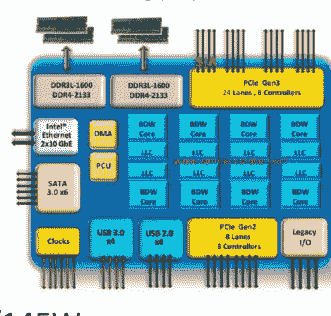 DDR3L-1600
DDR4-2133
DDR3L-1600
DDR4-2133
PCIe Gen3
24 Lanes, 6 Controllers
Intel®
Ethernet
2x10 GbE
DMA
BDW
Core
BDW
Core
BDW
Core
BDW
Core
PCU
LLC
LLC
LLC
LLC
SATA
3.0 x6
LLC
LLC
LLC
LLC
BDW
Core
BDW
Core
BDW
Core
BDW
Core
Clocks
USB 3.0
x4
USB 2.0
x4
PCIe Gen2
8 Lanes
8 Controllers
Legacy
I/O